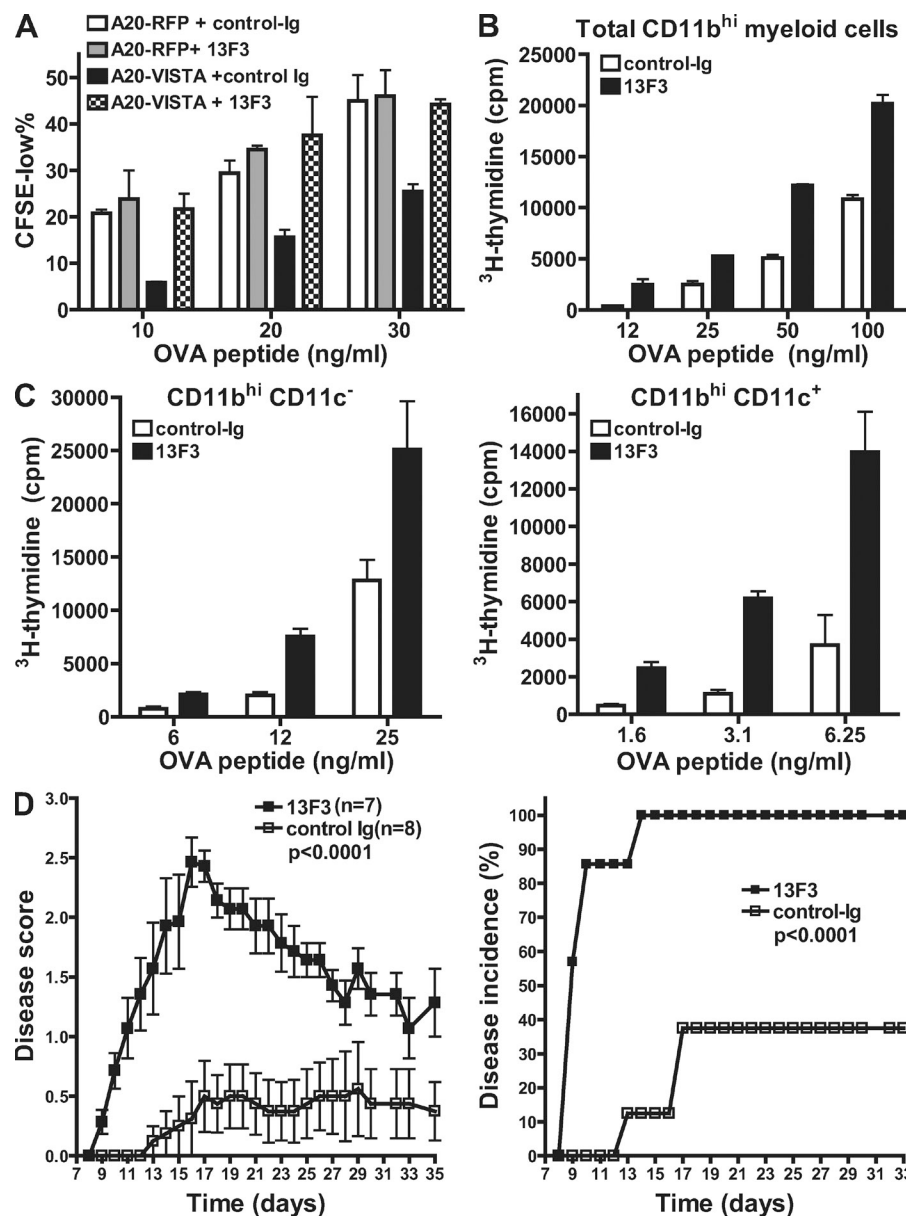 A
A20-RFP + control-Ig
A20-RFP+ 13F3
A20-VISTA +control Ig
A20-VISTA + 13F3
CFSE-low%
50
40
30
20
10
0
10 20 30
OVA peptide (ng/ml)
B
Total CD11b^hi myeloid cells
control-Ig
13F3
³H-thymidine (cpm)
25000
20000
15000
10000
5000
0
12 25 50 100
OVA peptide (ng/ml)
C
CD11b^hi CD11c^-
control-Ig
13F3
³H-thymidine (cpm)
30000
25000
20000
15000
10000
5000
0
6 12 25
OVA peptide (ng/ml)
CD11b^hi CD11c^+
control-Ig
13F3
³H-thymidine (cpm)
16000
14000
12000
10000
8000
6000
4000
2000
0
1.6 3.1 6.25
OVA peptide (ng/ml)
D
13F3 (n=7)
control Ig(n=8)
p<0.0001
Disease score
3.0
2.5
2.0
1.5
1.0
0.5
0.0
7 9 11 13 15 17 19 21 23 25 27 29 31 33 35
Time (days)
13F3
control-Ig
p<0.0001
Disease incidence (%)
100
90
80
70
60
50
40
30
20
10
0
7 9 11 13 15 17 19 21 23 25 27 29 31 33
Time (days)